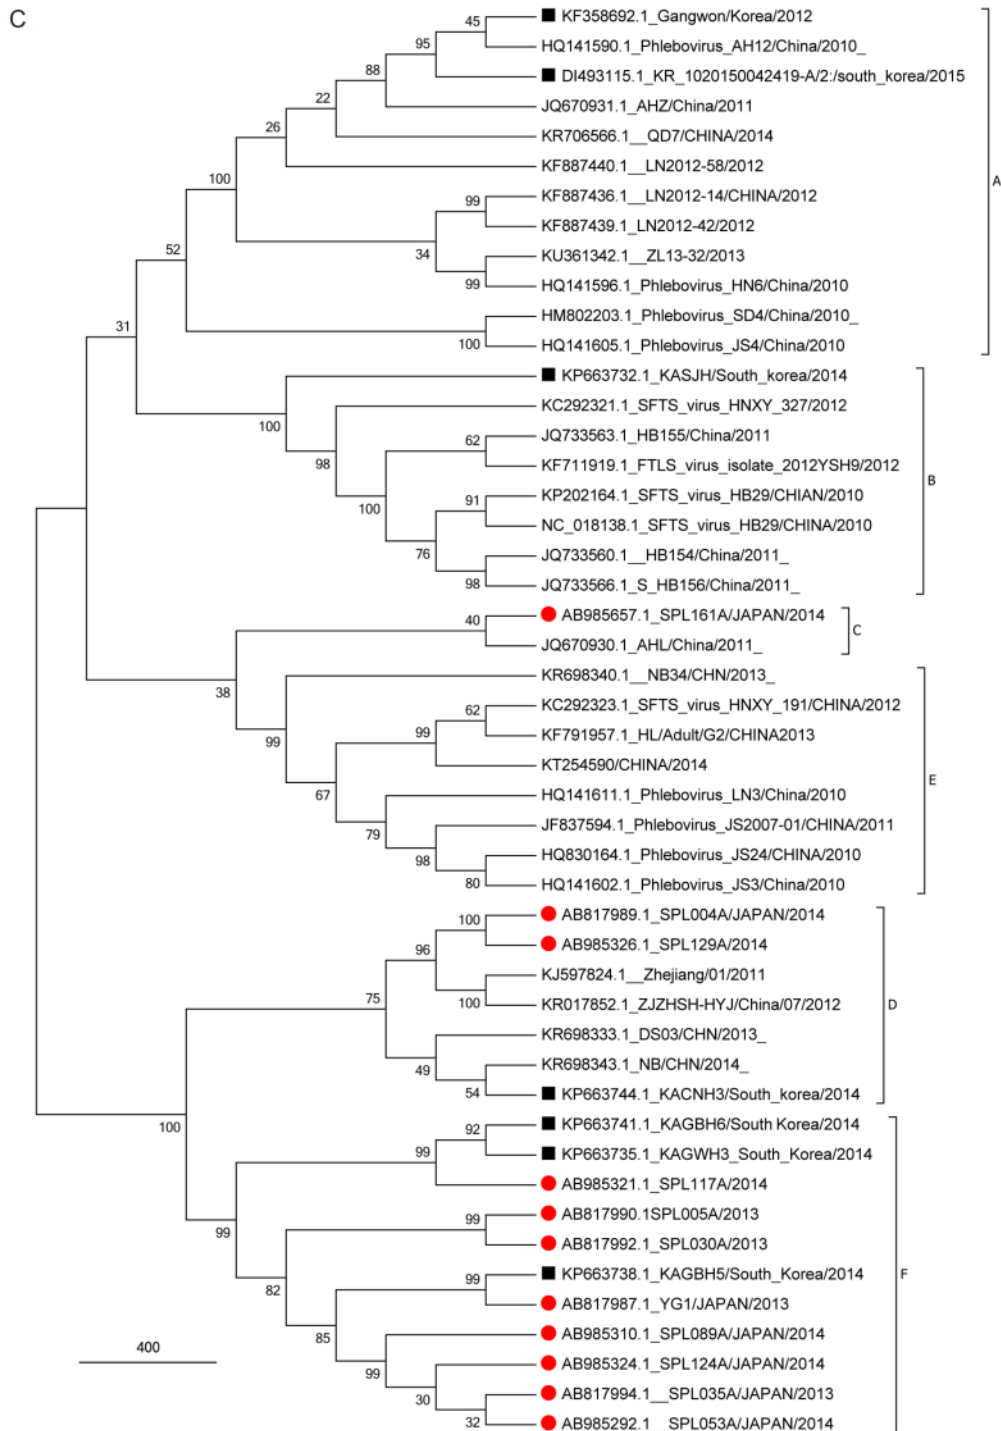 C
45
KF358692.1_Gangwon/Korea/2012
95
HQ141590.1_Phlebovirus_AH12/China/2010_
88
DI493115.1_KR_1020150042419-A/2:/south_korea/2015
22
JQ670931.1_AHZ/China/2011
26
KR706566.1__QD7/CHINA/2014
100
KF887440.1__LN2012-58/2012
A
99
KF887436.1__LN2012-14/CHINA/2012
52
34
KF887439.1_LN2012-42/2012
KU361342.1__ZL13-32/2013
99
HQ141596.1_Phlebovirus_HN6/China/2010
31
HM802203.1_Phlebovirus_SD4/China/2010_
100
HQ141605.1_Phlebovirus_JS4/China/2010
KP663732.1_KASJH/South_korea/2014
100
KC292321.1_SFTS_virus_HNXY_327/2012
98
62
JQ733563.1_HB155/China/2011
KF711919.1_FTLS_virus_isolate_2012YSH9/2012
B
100
91
KP202164.1_SFTS_virus_HB29/CHIAN/2010
NC_018138.1_SFTS_virus_HB29/CHINA/2010
76
JQ733560.1__HB154/China/2011_
98
JQ733566.1_S_HB156/China/2011_
40
AB985657.1_SPL161A/JAPAN/2014
C
JQ670930.1_AHL/China/2011_
38
KR698340.1__NB34/CHN/2013_
99
62
KC292323.1_SFTS_virus_HNXY_191/CHINA/2012
99
KF791957.1_HL/Adult/G2/CHINA2013
KT254590/CHINA/2014
E
67
HQ141611.1_Phlebovirus_LN3/China/2010
79
JF837594.1_Phlebovirus_JS2007-01/CHINA/2011
98
HQ830164.1_Phlebovirus_JS24/CHINA/2010
80
HQ141602.1_Phlebovirus_JS3/China/2010
100
AB817989.1_SPL004A/JAPAN/2014
96
AB985326.1_SPL129A/2014
KJ597824.1__Zhejiang/01/2011
75
100
KR017852.1_ZJZHSH-HYJ/China/07/2012
D
KR698333.1_DS03/CHN/2013_
49
KR698343.1_NB/CHN/2014_
54
KP663744.1_KACNH3/South_korea/2014
100
92
KP663741.1_KAGBH6/South Korea/2014
99
KP663735.1_KAGWH3_South_Korea/2014
AB985321.1_SPL117A/2014
99
99
AB817990.1SPL005A/2013
AB817992.1_SPL030A/2013
82
99
KP663738.1_KAGBH5/South_Korea/2014
F
AB817987.1_YG1/JAPAN/2013
85
AB985310.1_SPL089A/JAPAN/2014
400
99
AB985324.1_SPL124A/JAPAN/2014
30
AB817994.1__SPL035A/JAPAN/2013
32
AB985292.1__SPL053A/JAPAN/2014